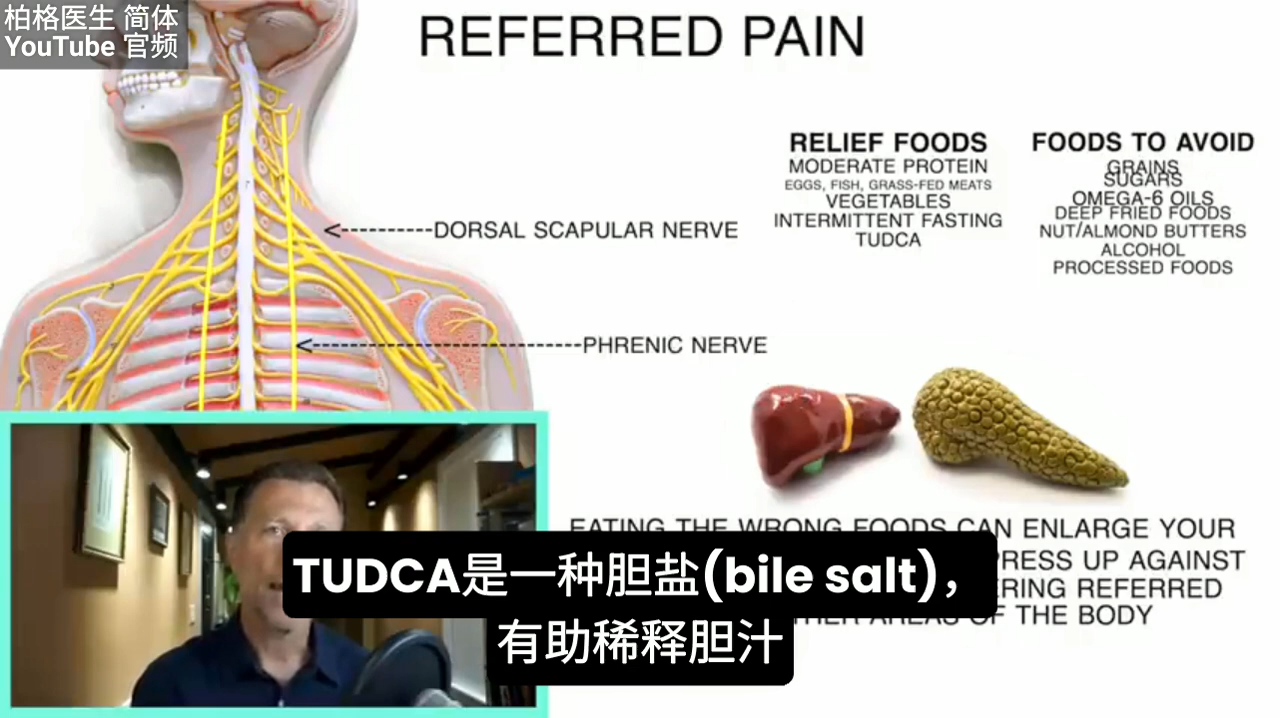 柏格医生 简体
YouTube 官频
REFERRED PAIN
RELIEF FOODS
MODERATE PROTEIN
EGGS, FISH, GRASS-FED MEATS
VEGETABLES
INTERMITTENT FASTING
TUDCA
FOODS TO AVOID
GRAINS
SUGARS
OMEGA-6 OILS
DEEP FRIED FOODS
NUT/ALMOND BUTTERS
ALCOHOL
PROCESSED FOODS
DORSAL SCAPULAR NERVE
PHRENIC NERVE
EATING THE WRONG FOODS CAN ENLARGE YOUR
PRESS UP AGAINST
REFERRED
AREAS OF THE BODY
TUDCA是一种胆盐(bile salt)，
有助稀释胆汁